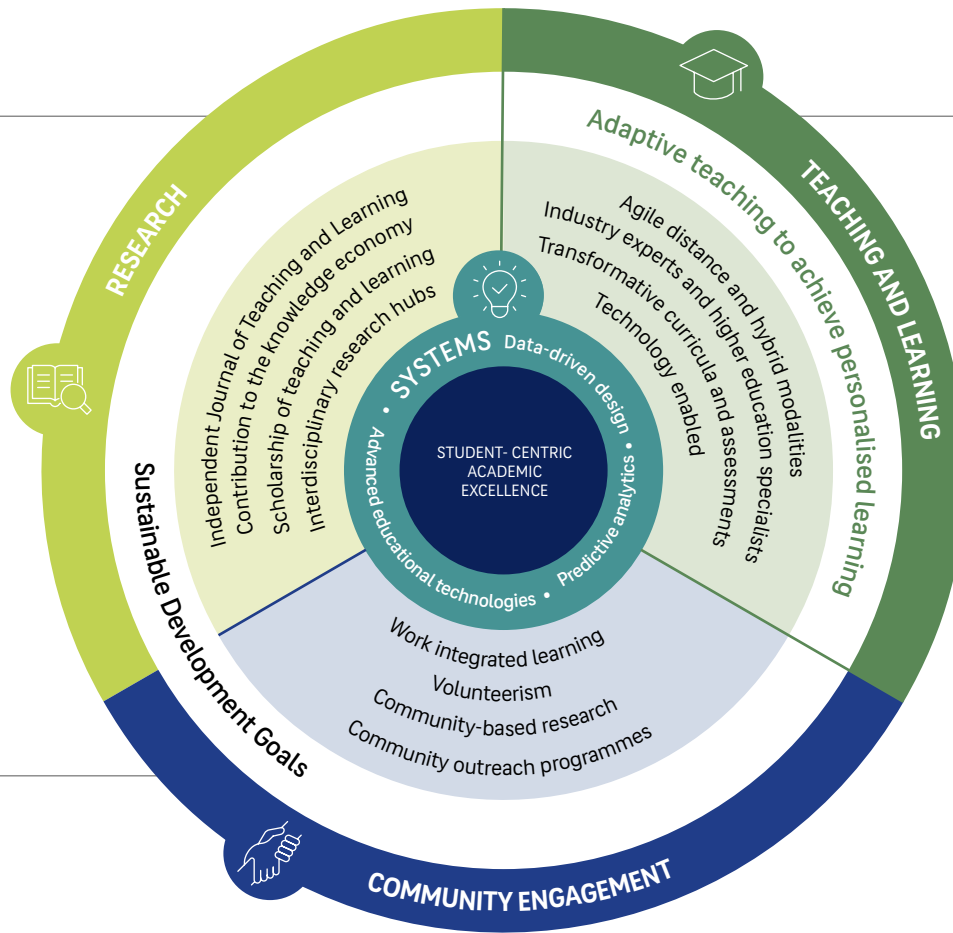 RESEARCH
Independent Journal of Teaching and Learning
Contribution to the knowledge economy
Scholarship of teaching and learning
Interdisciplinary research hubs
TEACHING AND LEARNING
Adaptive teaching to achieve personalised learning
Agile distance and hybrid modalities
Industry experts and higher education specialists
Transformative curricula and assessments
Technology enabled
• SYSTEMS
Data-driven design •
Predictive analytics •
Advanced educational technologies •
STUDENT- CENTRIC
ACADEMIC
EXCELLENCE
Sustainable Development Goals
Work integrated learning
Volunteerism
Community-based research
Community outreach programmes
COMMUNITY ENGAGEMENT